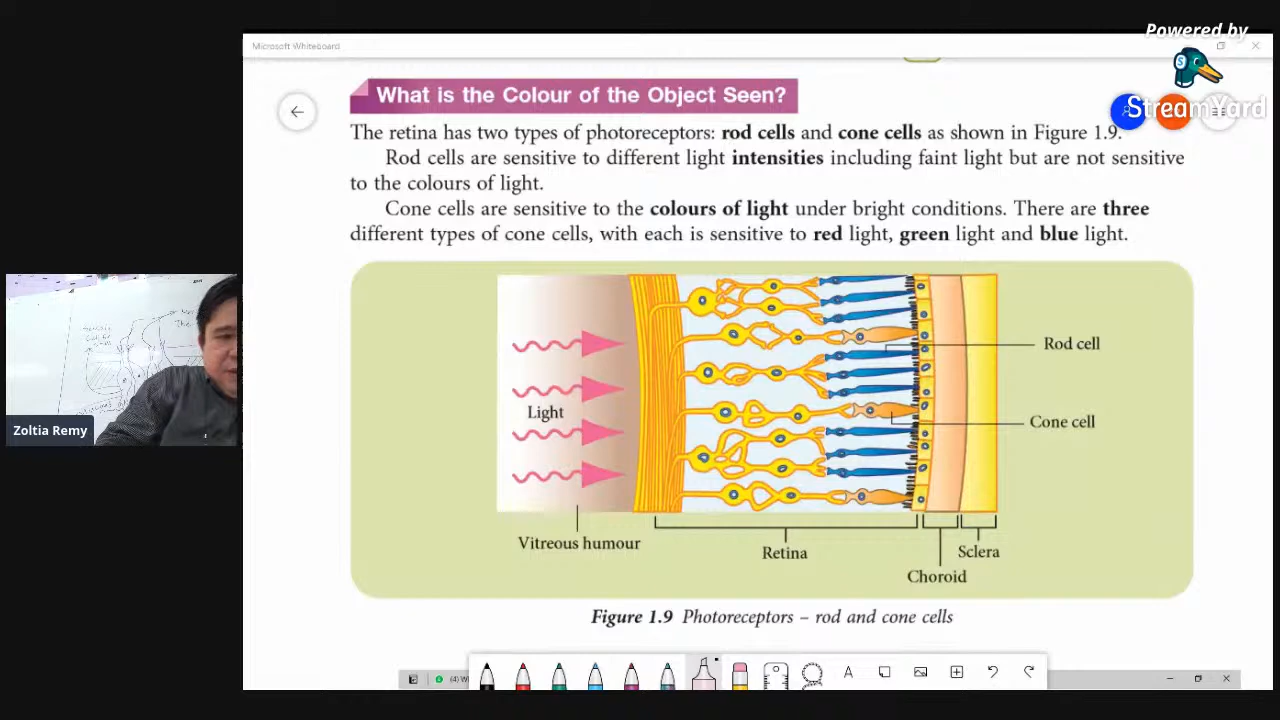 Powered by
StreamYard
Microsoft Whiteboard
What is the Colour of the Object Seen?
The retina has two types of photoreceptors: rod cells and cone cells as shown in Figure 1.9.
Rod cells are sensitive to different light intensities including faint light but are not sensitive
to the colours of light.
Cone cells are sensitive to the colours of light under bright conditions. There are three
different types of cone cells, with each is sensitive to red light, green light and blue light.
Rod cell
Light
Cone cell
Vitreous humour
Retina
Sclera
Choroid
Figure 1.9 Photoreceptors – rod and cone cells
Zoltia Remy
A